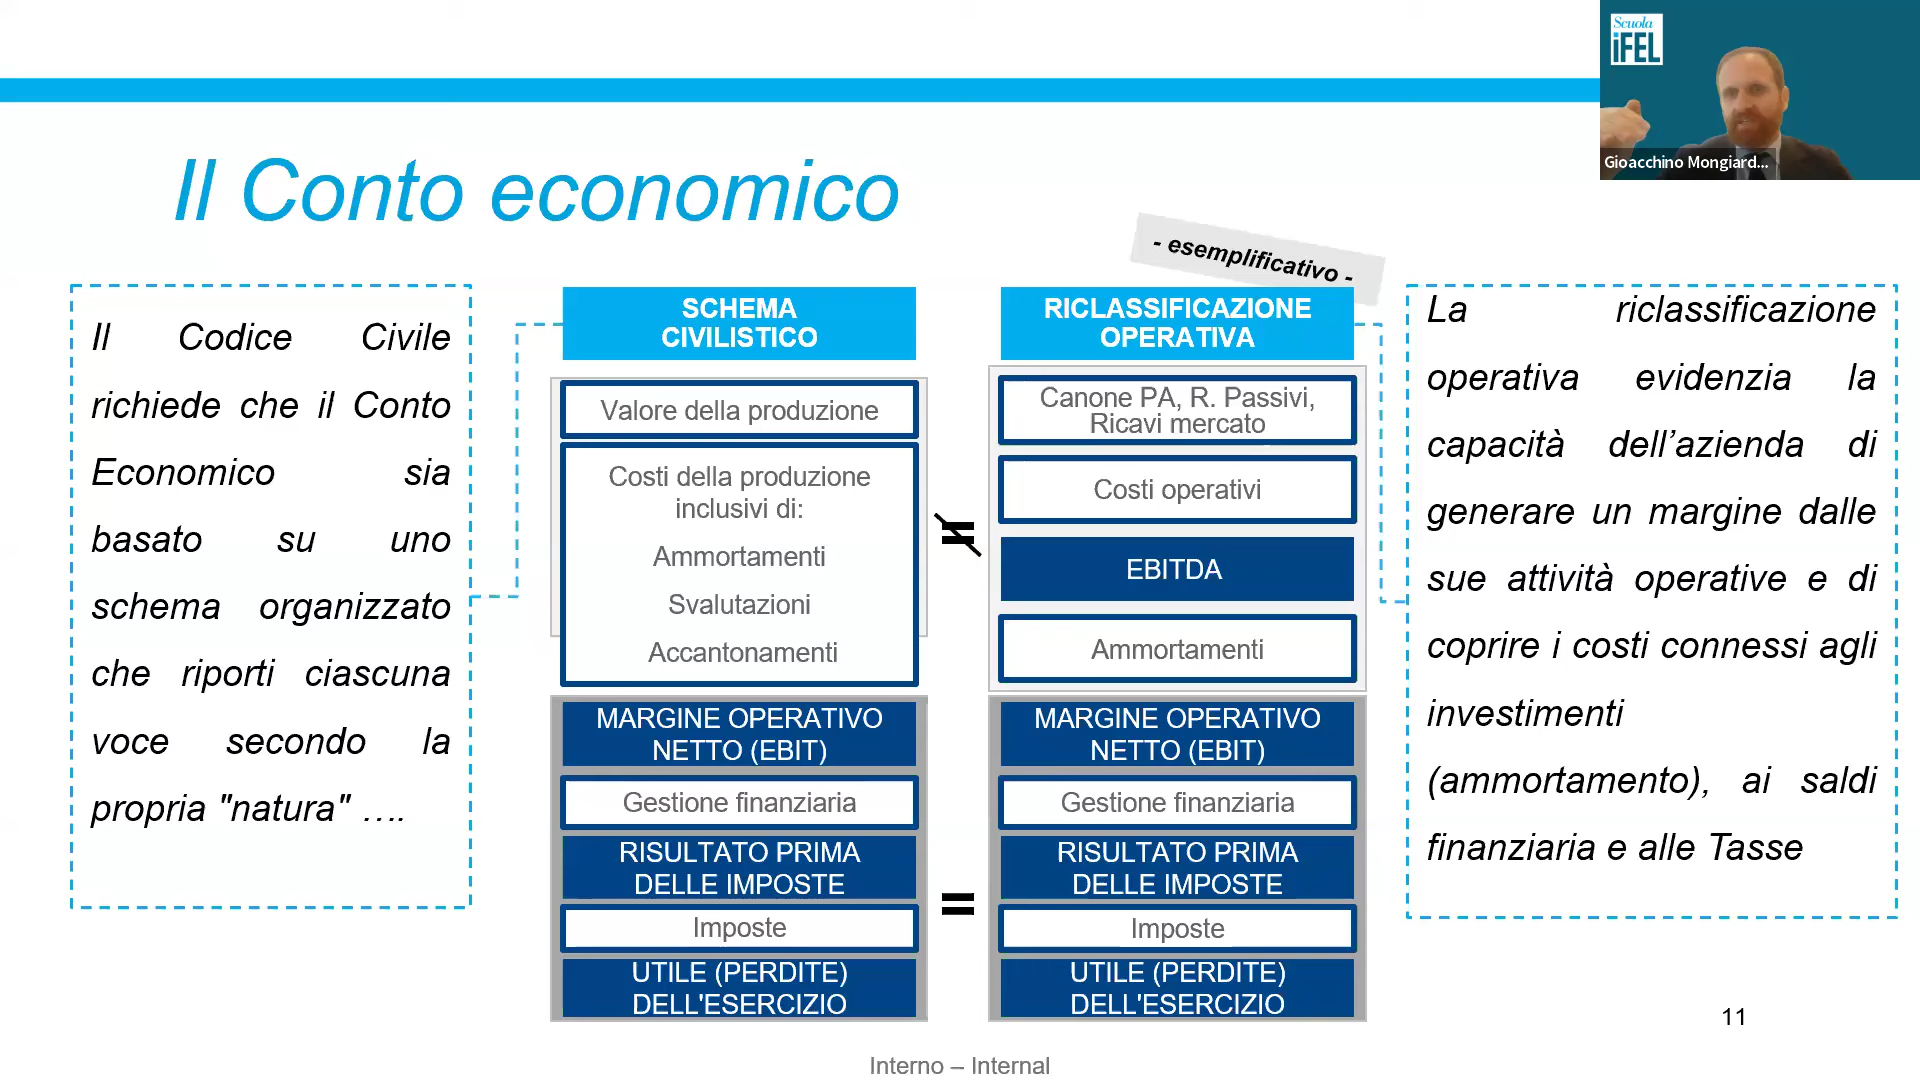 Scuola
iFEL
Gioacchino Mongiard...
Il Conto economico
- esemplificativo -
Il Codice Civile
richiede che il Conto
Economico sia
basato su uno
schema organizzato
che riporti ciascuna
voce secondo la
propria "natura" ….
SCHEMA
CIVILISTICO
Valore della produzione
Costi della produzione
inclusivi di:
Ammortamenti
Svalutazioni
Accantonamenti
MARGINE OPERATIVO
NETTO (EBIT)
Gestione finanziaria
RISULTATO PRIMA
DELLE IMPOSTE
Imposte
UTILE (PERDITE)
DELL'ESERCIZIO
=
=
RICLASSIFICAZIONE
OPERATIVA
Canone PA, R. Passivi,
Ricavi mercato
Costi operativi
EBITDA
Ammortamenti
MARGINE OPERATIVO
NETTO (EBIT)
Gestione finanziaria
RISULTATO PRIMA
DELLE IMPOSTE
Imposte
UTILE (PERDITE)
DELL'ESERCIZIO
La riclassificazione
operativa evidenzia la
capacità dell’azienda di
generare un margine dalle
sue attività operative e di
coprire i costi connessi agli
investimenti
(ammortamento), ai saldi
finanziaria e alle Tasse
11
Interno – Internal